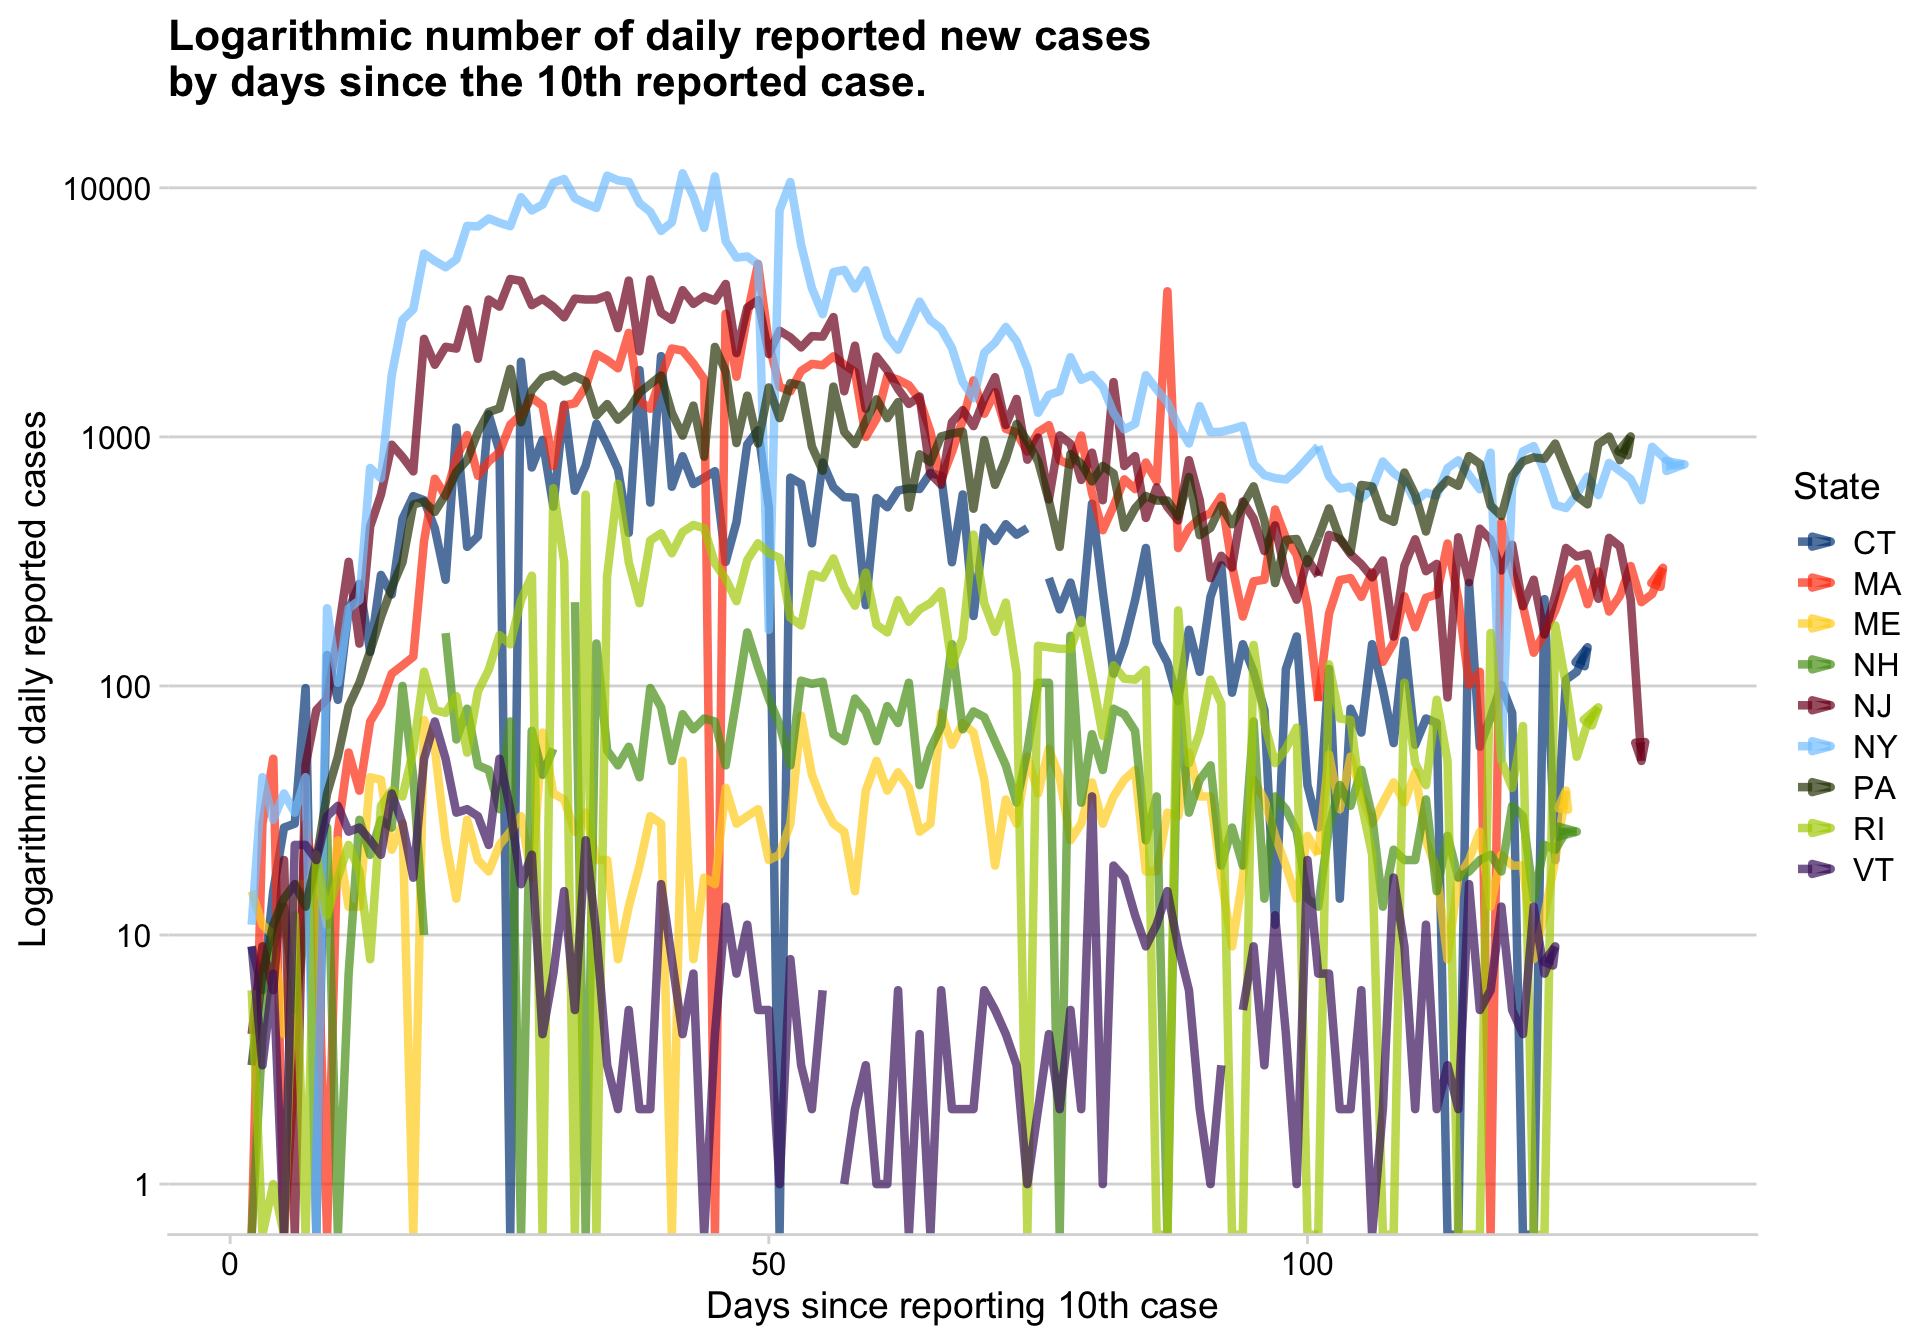 Logarithmic number of daily reported new cases
by days since the 10th reported case.
10000
1000
100
10
1
Logarithmic daily reported cases
0
50
100
Days since reporting 10th case
State
CT
MA
ME
NH
NJ
NY
PA
RI
VT